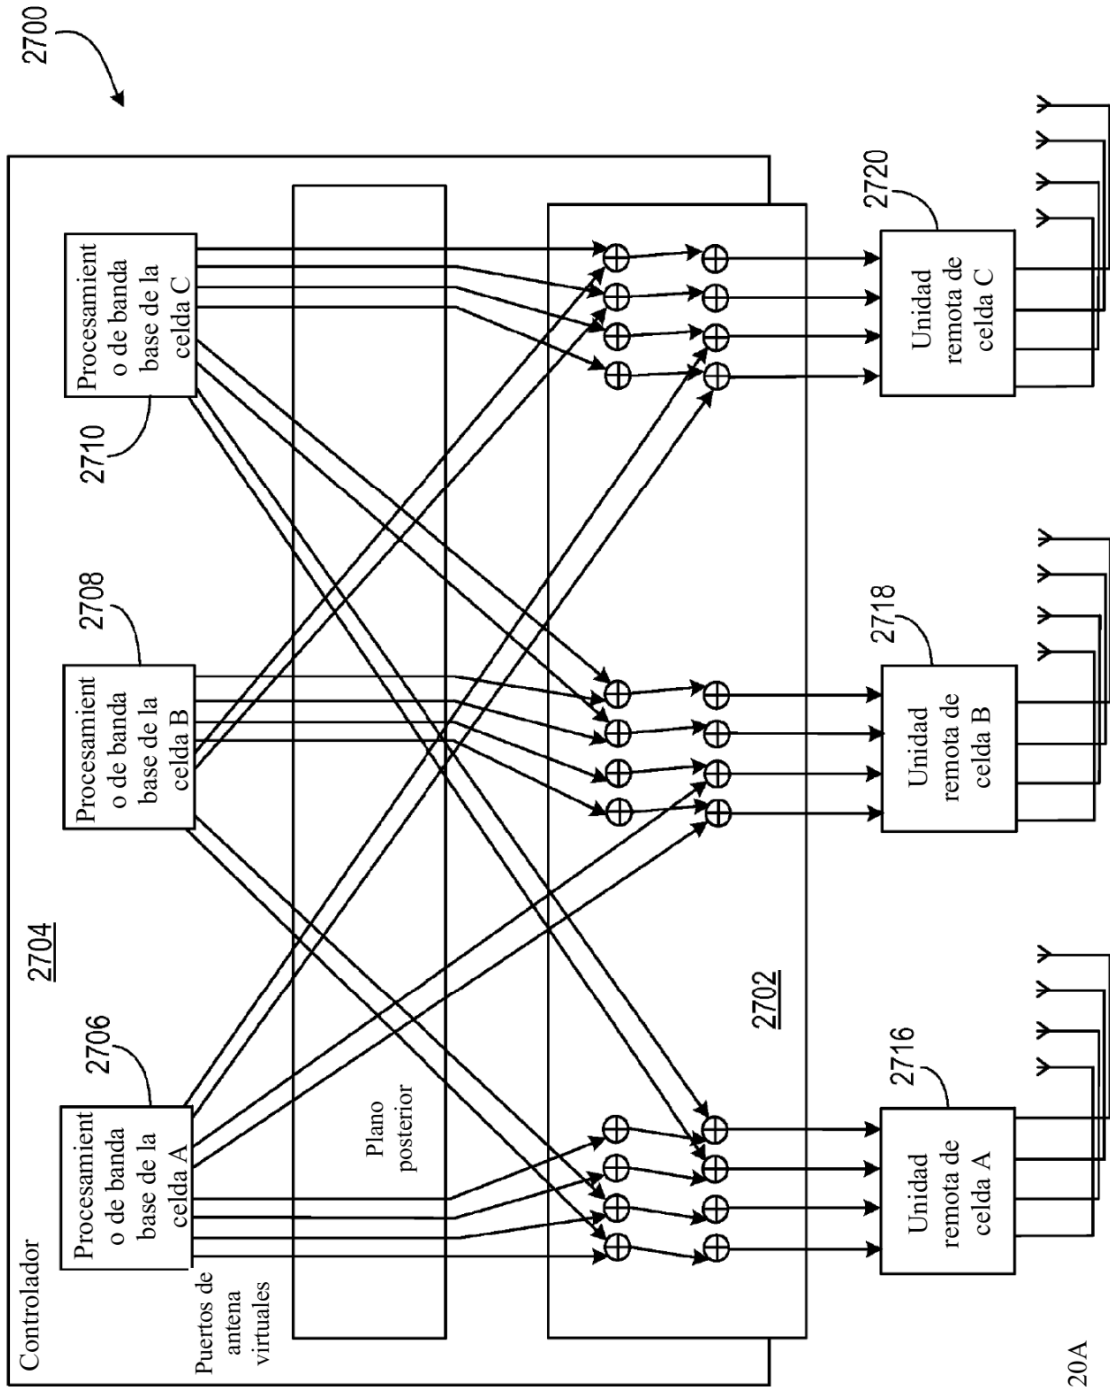 2700
Controlador
2704
2706
2708
2710
Procesamient
o de banda
base de la
celda A
Procesamient
o de banda
base de la
celda B
Procesamient
o de banda
base de la
celda C
Puertos de
antena
virtuales
Plano
posterior
2702
2716
2718
2720
Unidad
remota de
celda A
Unidad
remota de
celda B
Unidad
remota de
celda C
20A